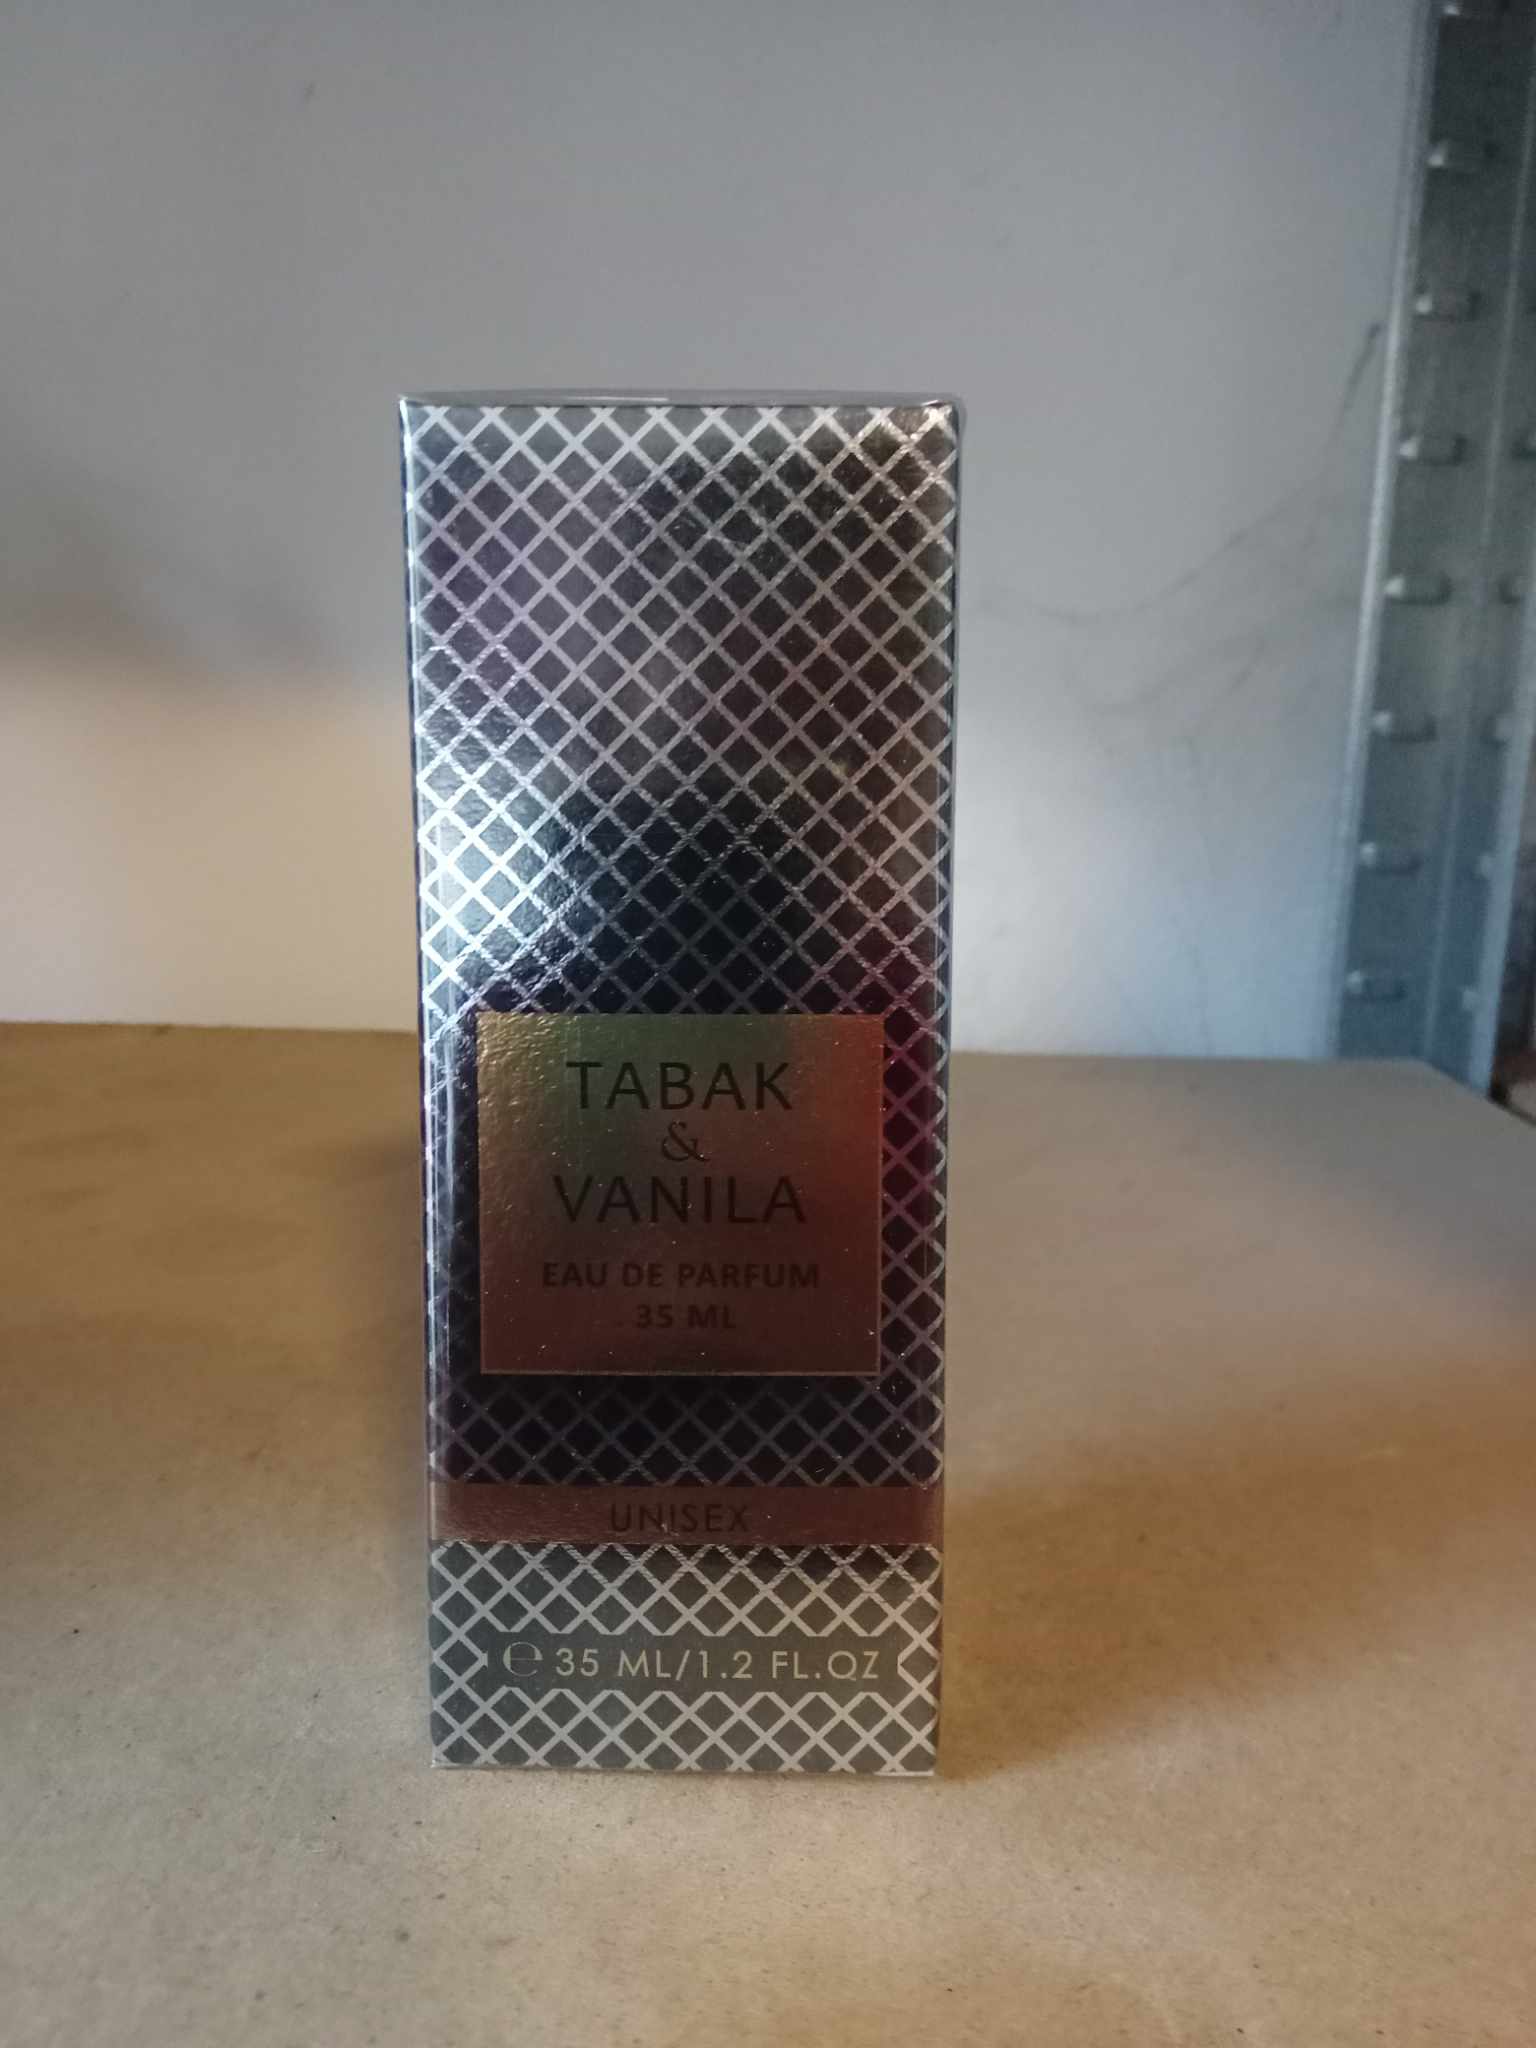 TABAK
&
VANILA
EAU DE PARFUM
35 ML
UNISEX
℮ 35 ML/1.2 FL.OZ